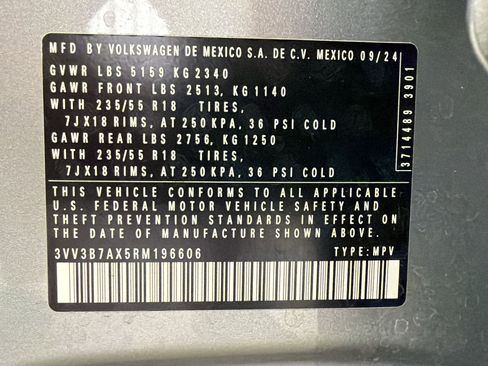 MFD BY VOLKSWAGEN DE MEXICO S.A. DE C.V. MEXICO 09/24
GVWR LBS 5159 KG 2340
GAWR FRONT LBS 2513, KG 1140
WITH 235/55 R18 TIRES,
7JX18 RIMS, AT 250 KPA, 36 PSI COLD
GAWR REAR LBS 2756, KG 1250
WITH 235/55 R18 TIRES,
7JX18 RIMS, AT 250 KPA, 36 PSI COLD
THIS VEHICLE CONFORMS TO ALL APPLICABLE
U.S. FEDERAL MOTOR VEHICLE SAFETY AND
THEFT PREVENTION STANDARDS IN EFFECT ON
THE DATE OF MANUFACTURE SHOWN ABOVE.
3VV3B7AX5RM196606 TYPE: MPV
3714489 3901